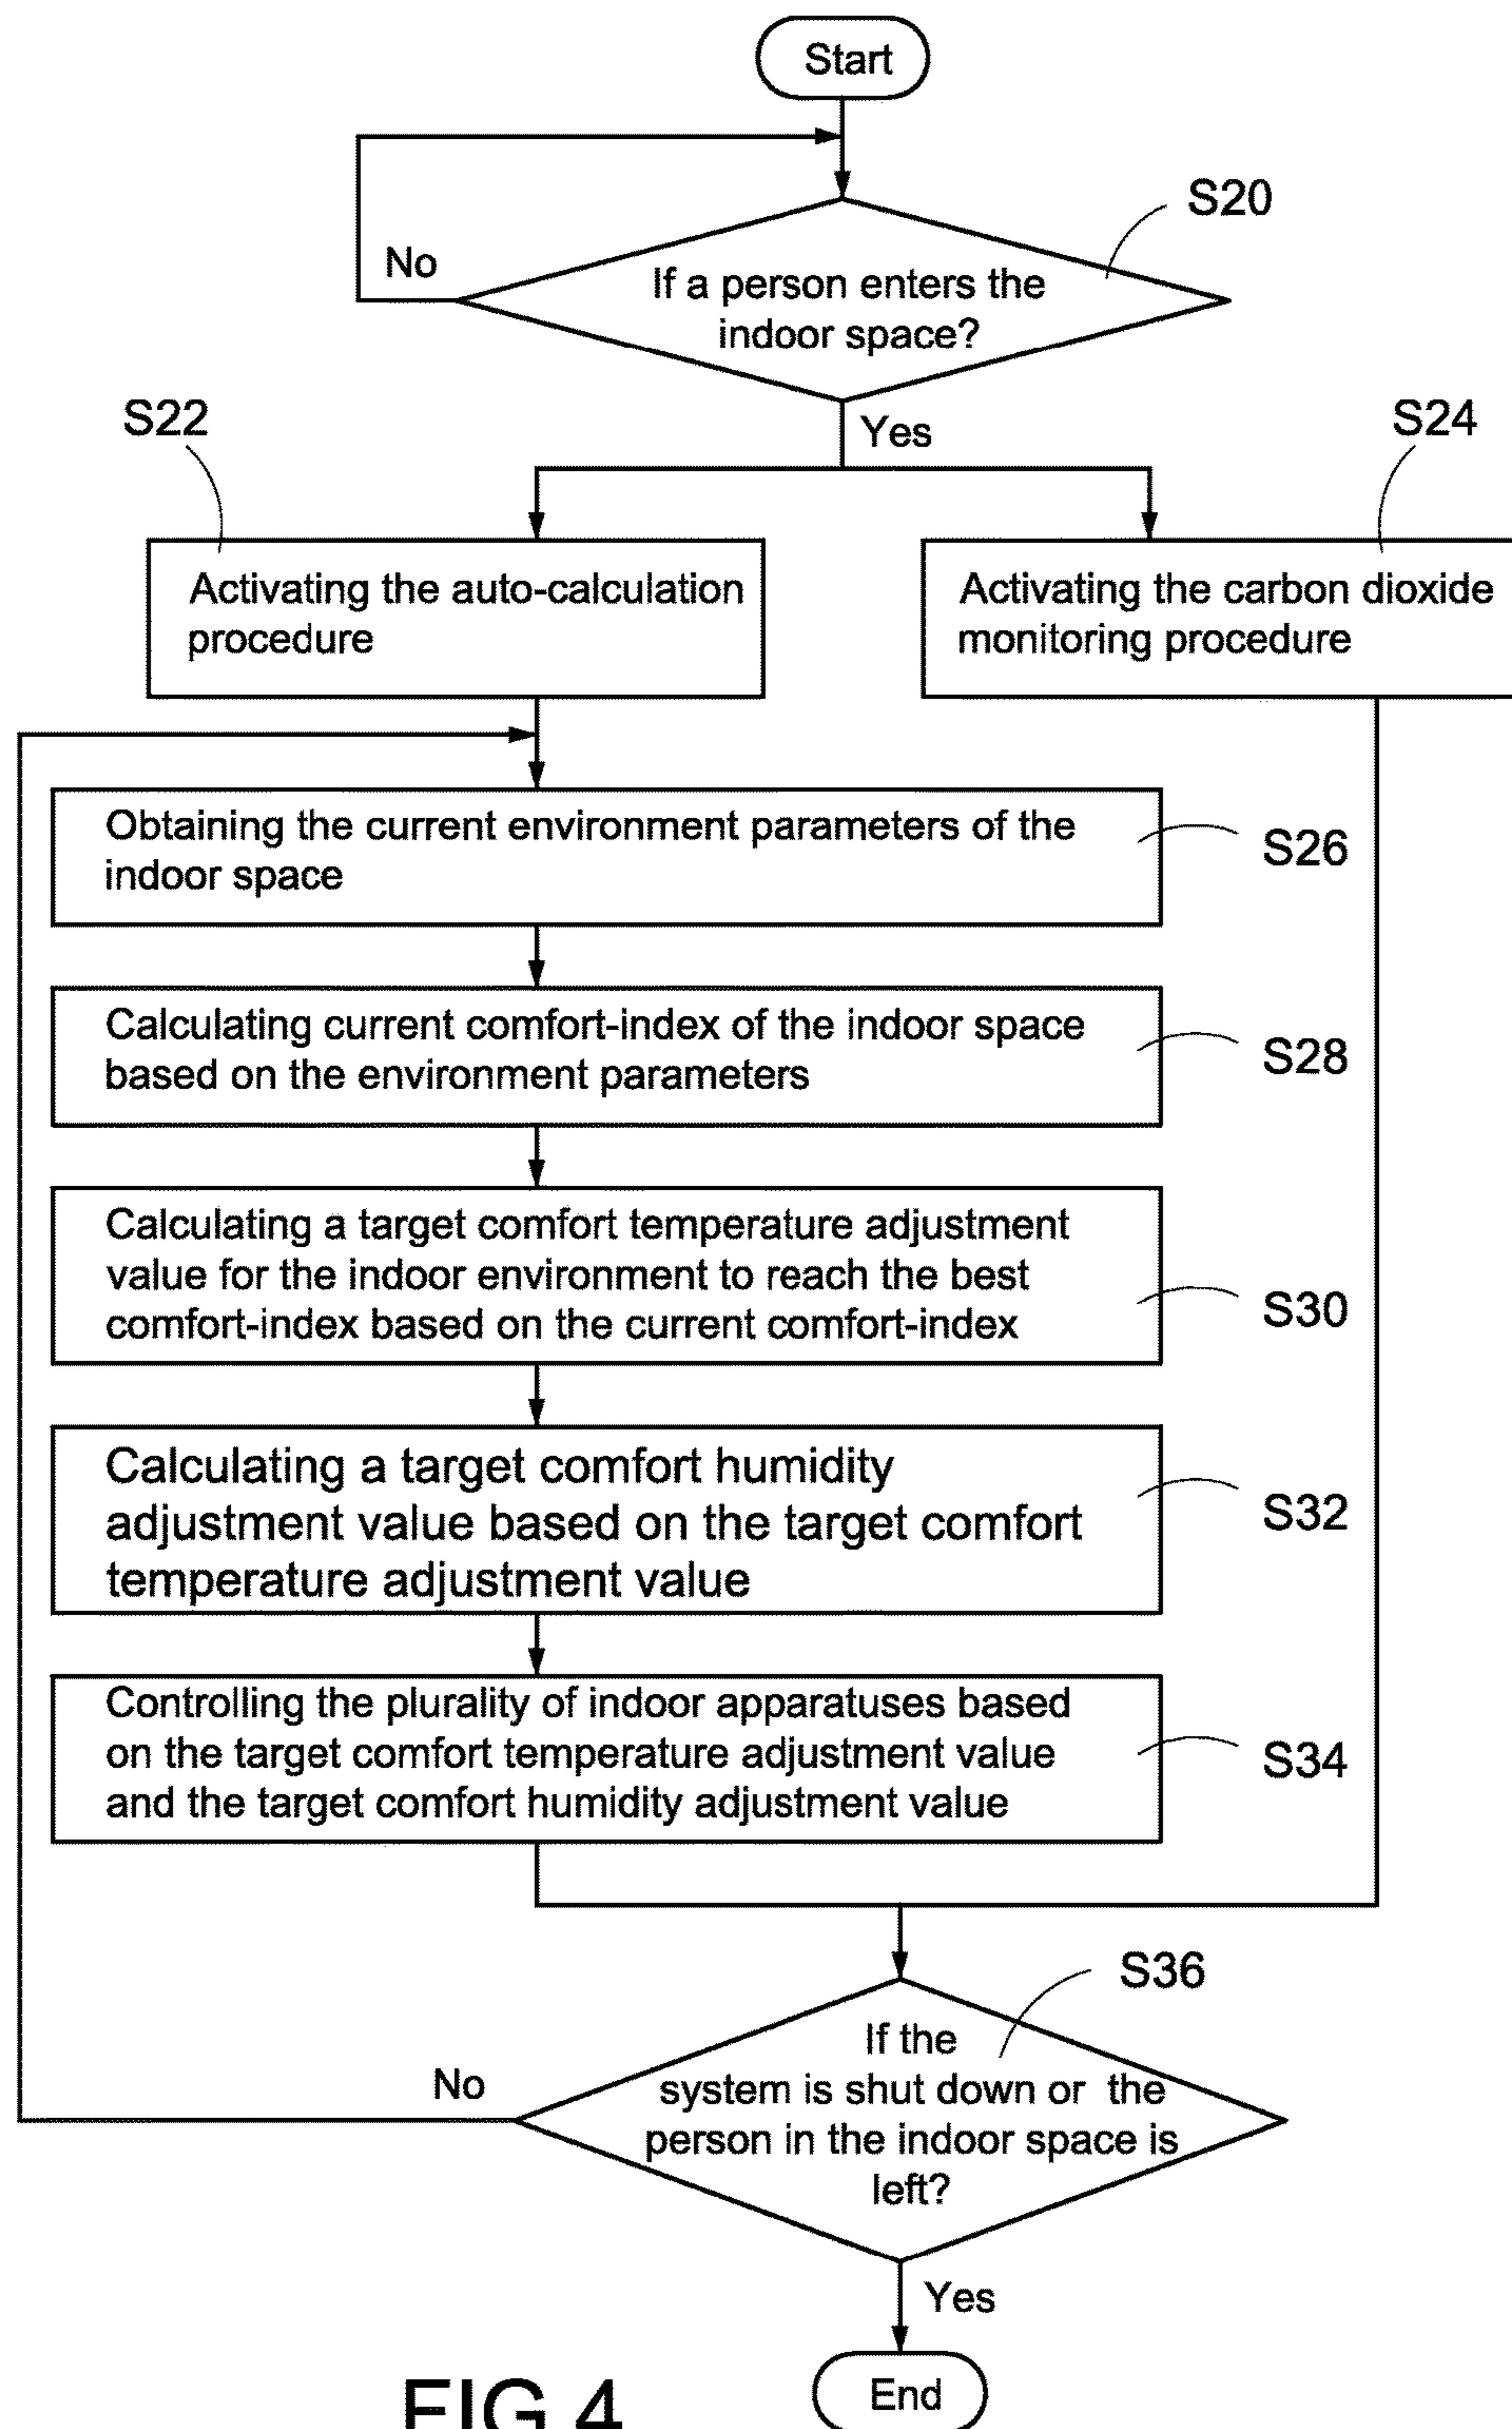 Start
S20
No
If a person enters the
indoor space?
Yes
S22
S24
Activating the auto-calculation
procedure
Activating the carbon dioxide
monitoring procedure
Obtaining the current environment parameters of the
indoor space
S26
Calculating current comfort-index of the indoor space
based on the environment parameters
S28
Calculating a target comfort temperature adjustment
value for the indoor environment to reach the best
comfort-index based on the current comfort-index
S30
Calculating a target comfort humidity
adjustment value based on the target comfort
temperature adjustment value
S32
Controlling the plurality of indoor apparatuses based
on the target comfort temperature adjustment value
and the target comfort humidity adjustment value
S34
S36
If the
system is shut down or the
person in the indoor space is
left?
No
Yes
End
FIG.4